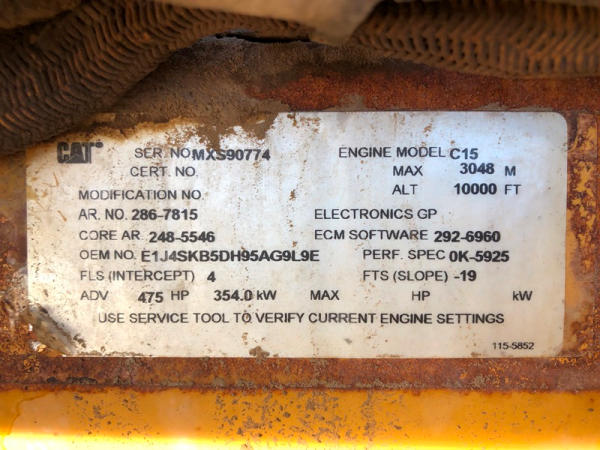 CAT SER. NO MXS90774 ENGINE MODEL C15
CERT. NO. MAX 3048 M
MODIFICATION NO. ALT 10000 FT
AR. NO. 286-7815 ELECTRONICS GP
CORE AR. 248-5546 ECM SOFTWARE 292-6960
OEM NO. E1J4SKB5DH95AG9L9E PERF. SPEC 0K-5925
FLS (INTERCEPT) 4 FTS (SLOPE) -19
ADV 475 HP 354.0 kW MAX HP kW
USE SERVICE TOOL TO VERIFY CURRENT ENGINE SETTINGS
115-5852